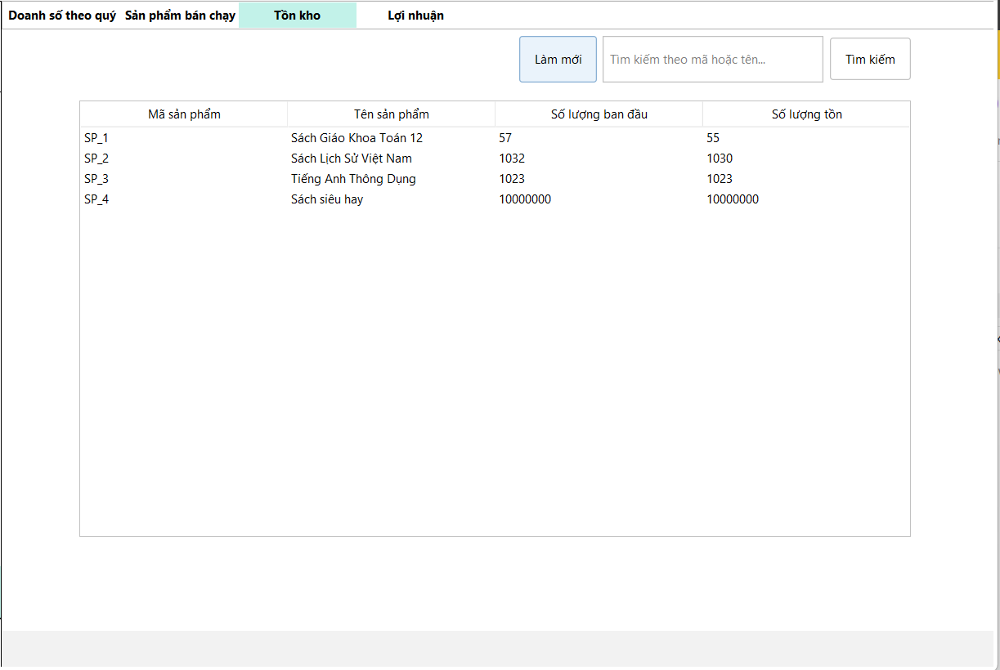 Doanh số theo quý Sản phẩm bán chạy Tồn kho Lợi nhuận
Làm mới Tìm kiếm theo mã hoặc tên... Tìm kiếm
Mã sản phẩm Tên sản phẩm Số lượng ban đầu Số lượng tồn
SP_1 Sách Giáo Khoa Toán 12 57 55
SP_2 Sách Lịch Sử Việt Nam 1032 1030
SP_3 Tiếng Anh Thông Dụng 1023 1023
SP_4 Sách siêu hay 10000000 10000000